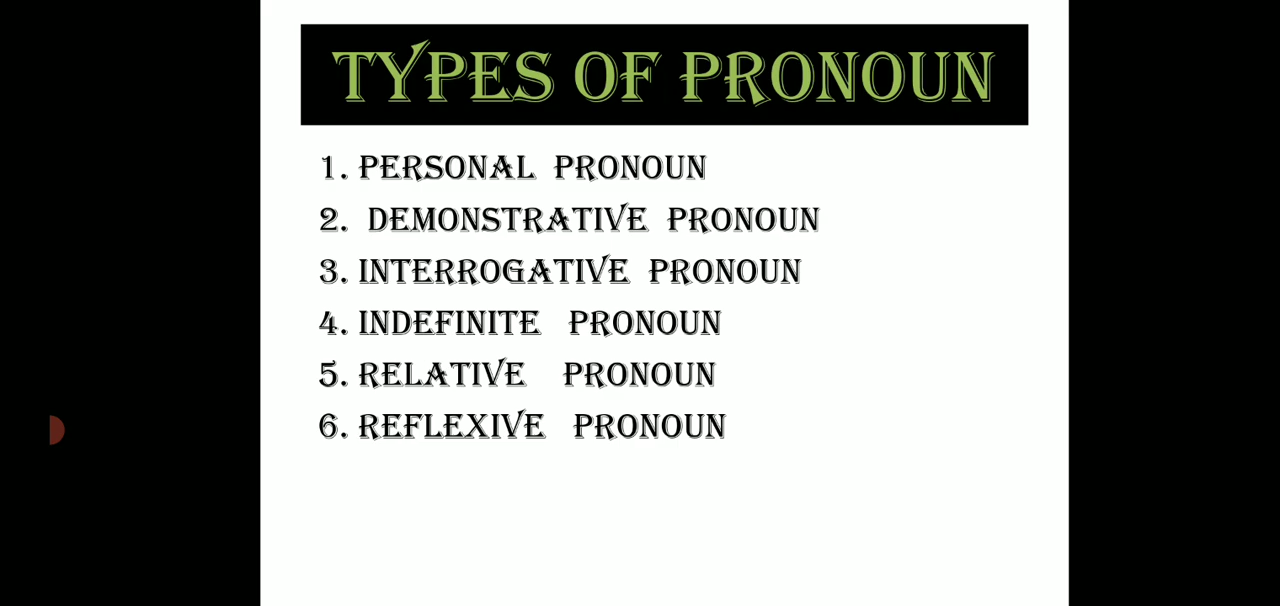 TYPES OF PRONOUN
1. PERSONAL PRONOUN
2. DEMONSTRATIVE PRONOUN
3. INTERROGATIVE PRONOUN
4. INDEFINITE PRONOUN
5. RELATIVE PRONOUN
6. REFLEXIVE PRONOUN